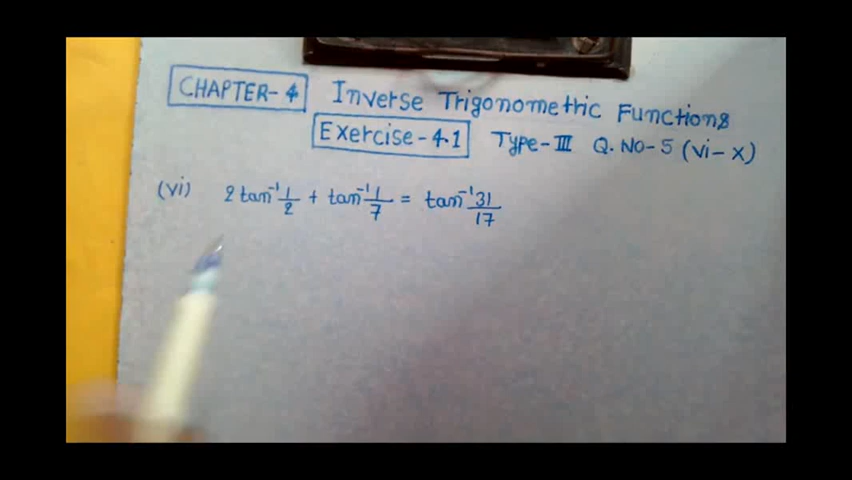 CHAPTER-4 Inverse Trigonometric Functions
Exercise-4.1 Type-III Q. NO-5 (vi-x)
(vi) 2 tan⁻¹ 1/2 + tan⁻¹ 1/7 = tan⁻¹ 31/17